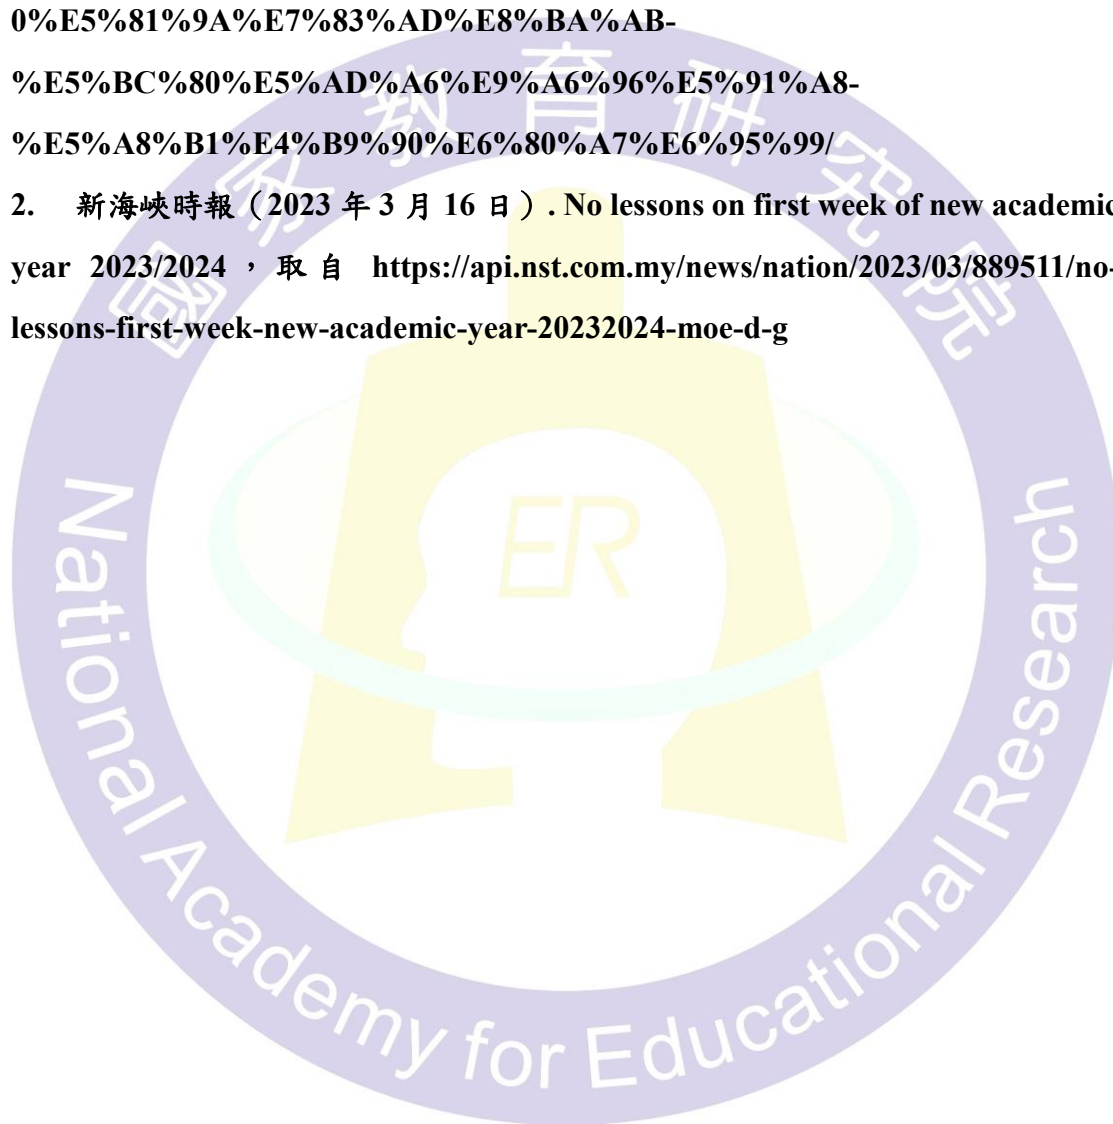 0%E5%81%9A%E7%83%AD%E8%BA%AB-
%E5%BC%80%E5%AD%A6%E9%A6%96%E5%91%A8-
%E5%A8%B1%E4%B9%90%E6%80%A7%E6%95%99/
2. 新海峽時報（2023 年 3 月 16 日）. No lessons on first week of new academic
year 2023/2024 ，取自 https://api.nst.com.my/news/nation/2023/03/889511/no-
lessons-first-week-new-academic-year-20232024-moe-d-g
國家教育研究院
ER
National Academy for Educational Research